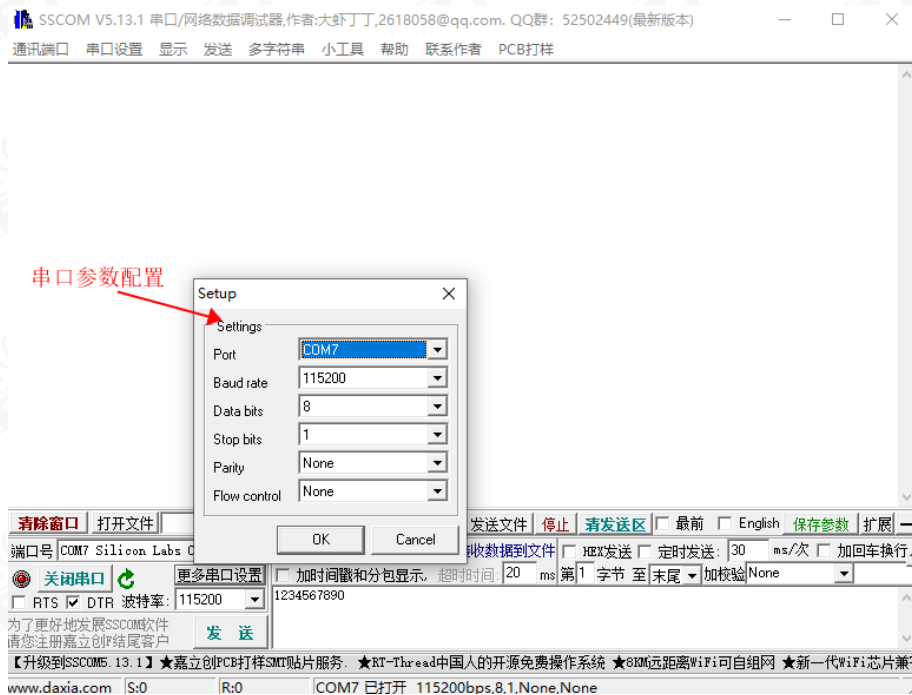 SSCOM V5.13.1 串口/网络数据调试器,作者:大虾丁丁,2618058@qq.com. QQ群: 52502449(最新版本)
通讯端口 串口设置 显示 发送 多字符串 小工具 帮助 联系作者 PCB打样
串口参数配置
Setup
Settings
Port COM7
Baud rate 115200
Data bits 8
Stop bits 1
Parity None
Flow control None
OK Cancel
清除窗口 打开文件 发送文件 停止 清发送区 最前 English 保存参数 扩展 —
端口号 COM7 Silicon Labs 收数据到文件 HEX发送 定时发送: 30 ms/次 加回车换行
关闭串口 更多串口设置 加时间戳和分包显示, 超时时间: 20 ms 第1 字节 至 末尾 加校验 None
RTS DTR 波特率: 115200 1234567890
为了更好地发展SSCOM软件
请您注册嘉立创F结尾客户
发 送
【升级到SSCOM5.13.1】★嘉立创PCB打样SMT贴片服务. ★RT-Thread中国人的开源免费操作系统 ★8KM远距离WiFi可自组网 ★新一代WiFi芯片兼
www.daxia.com S:0 R:0 COM7 已打开 115200bps,8,1,None,None